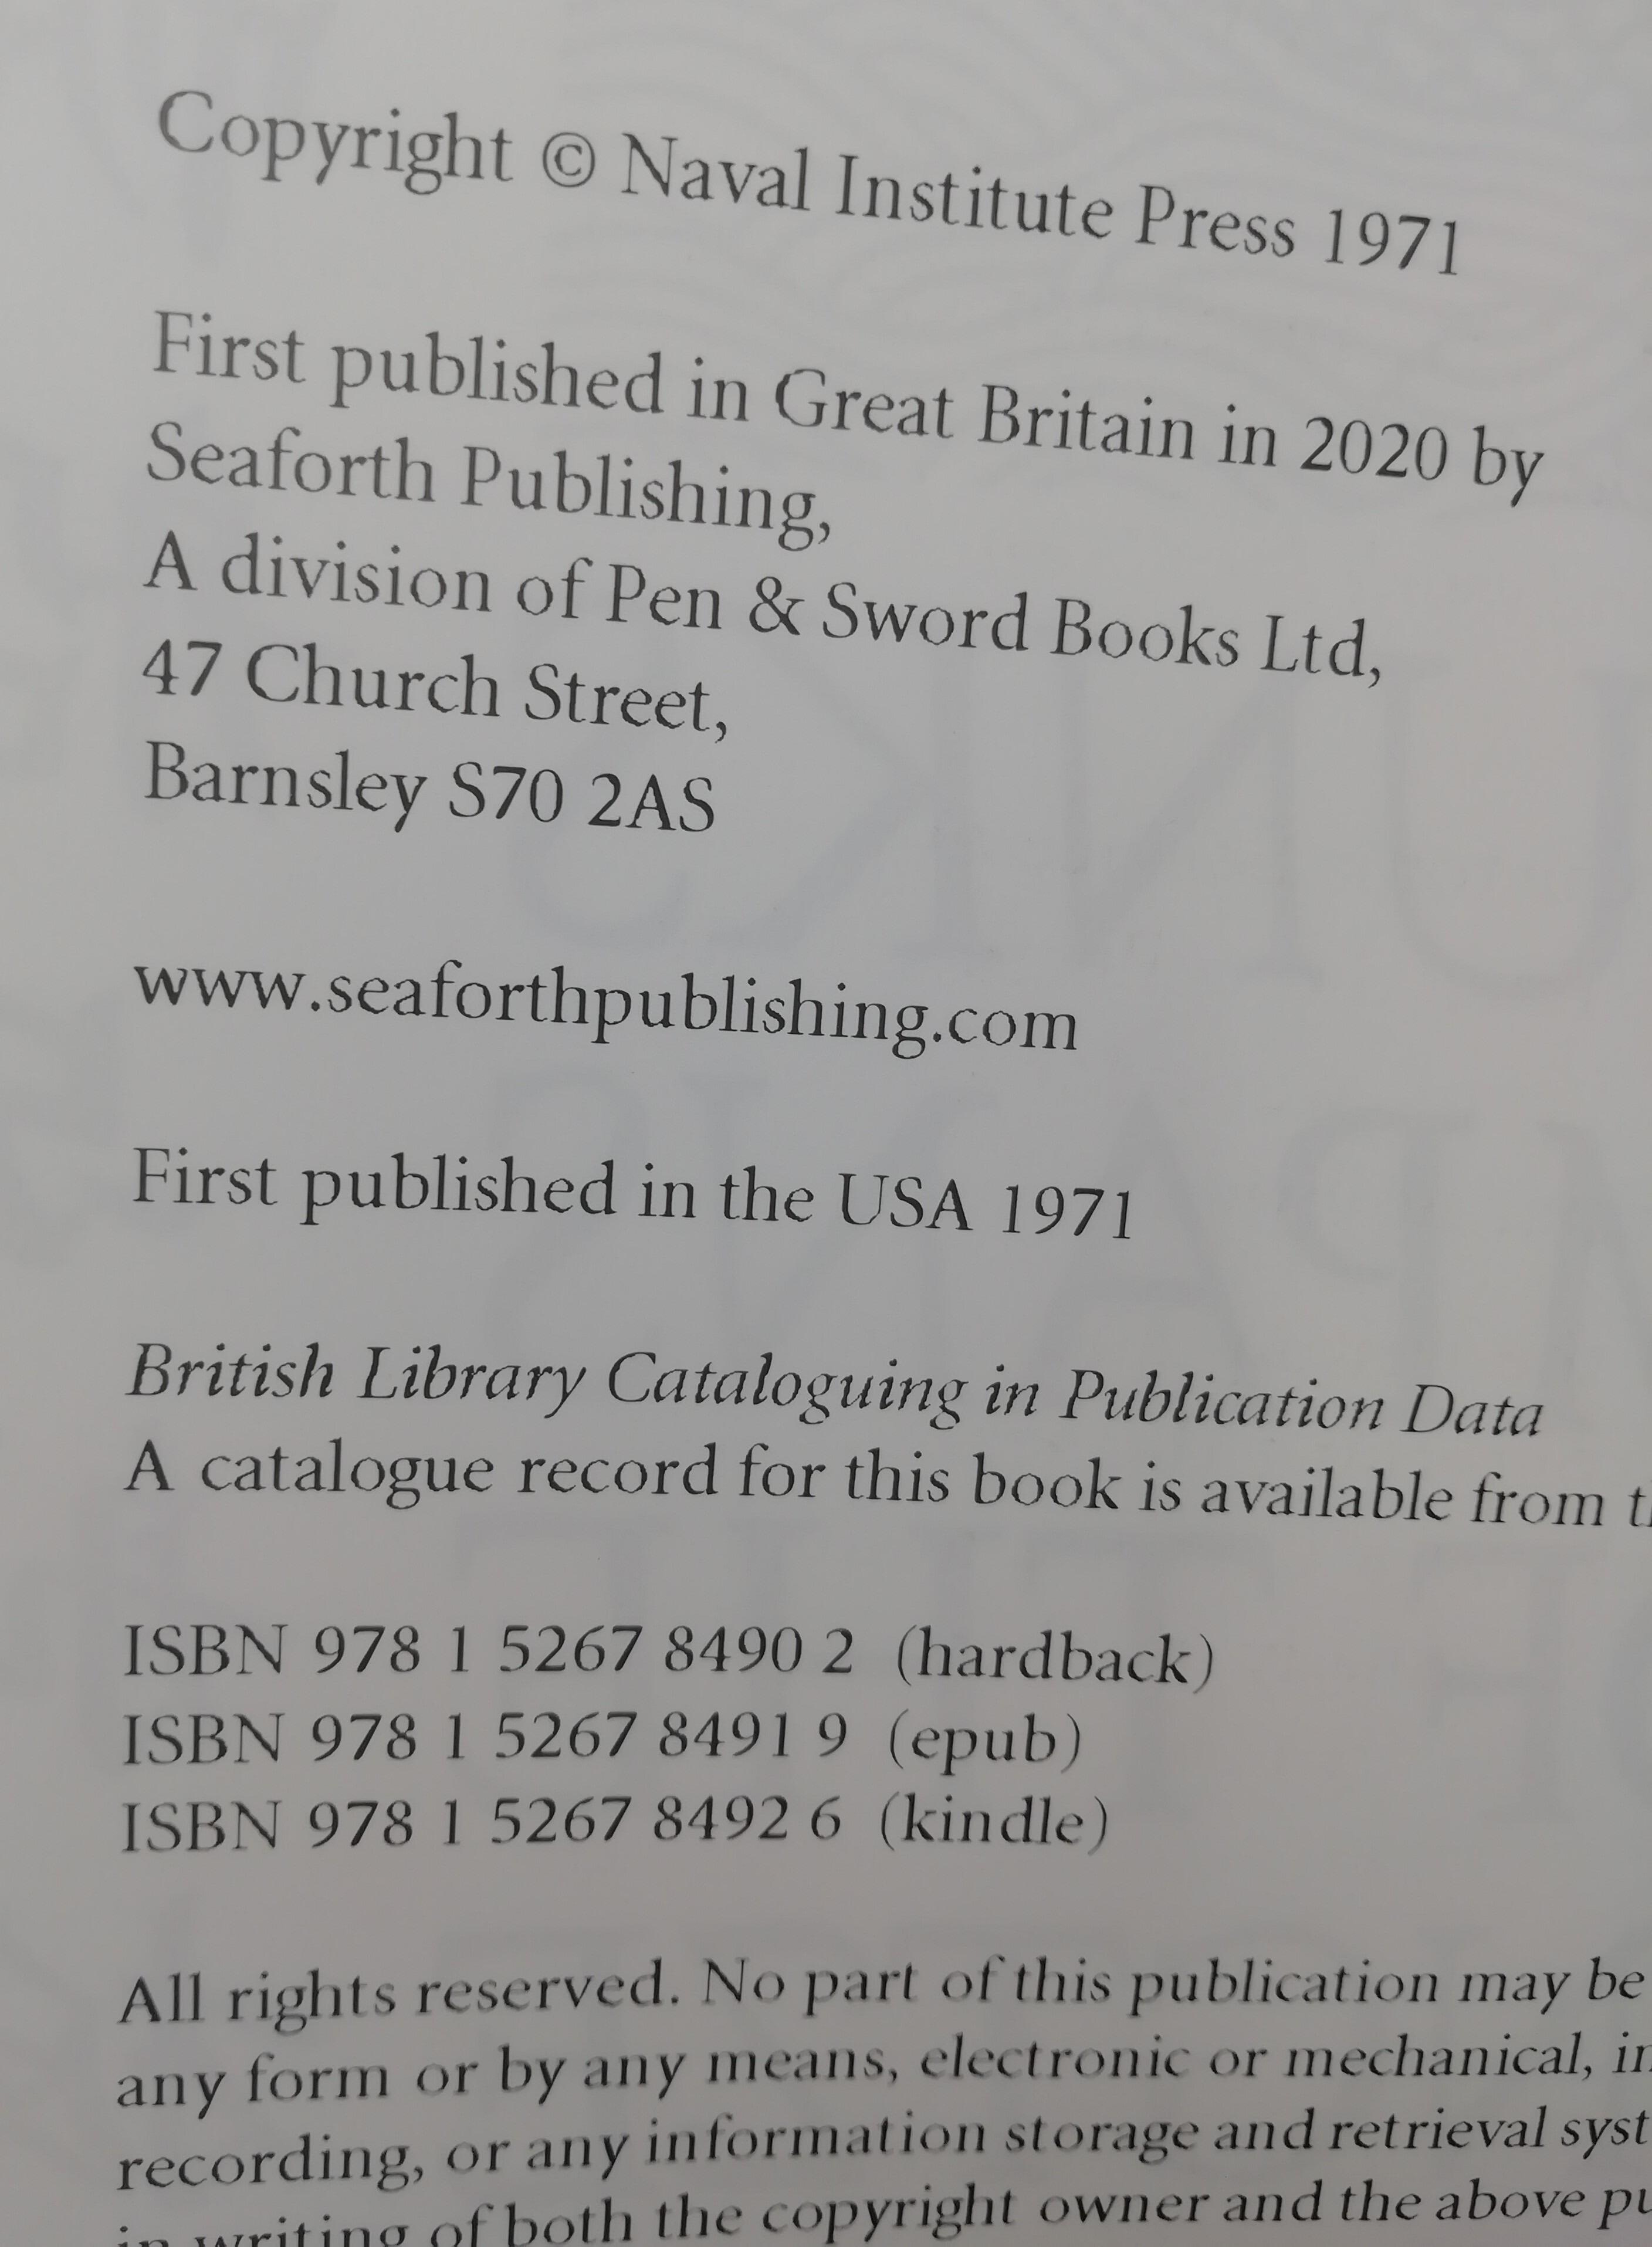 Copyright © Naval Institute Press 1971
First published in Great Britain in 2020 by
Seaforth Publishing,
A division of Pen & Sword Books Ltd,
47 Church Street,
Barnsley S70 2AS
www.seaforthpublishing.com
First published in the USA 1971
British Library Cataloguing in Publication Data
A catalogue record for this book is available from
ISBN 978 1 5267 8490 2 (hardback)
ISBN 978 1 5267 8491 9 (epub)
ISBN 978 1 5267 8492 6 (kindle)
All rights reserved. No part of this publication may be
any form or by any means, electronic or mechanical,
recording, or any information storage and retrieval
in writing of both the copyright owner and the above